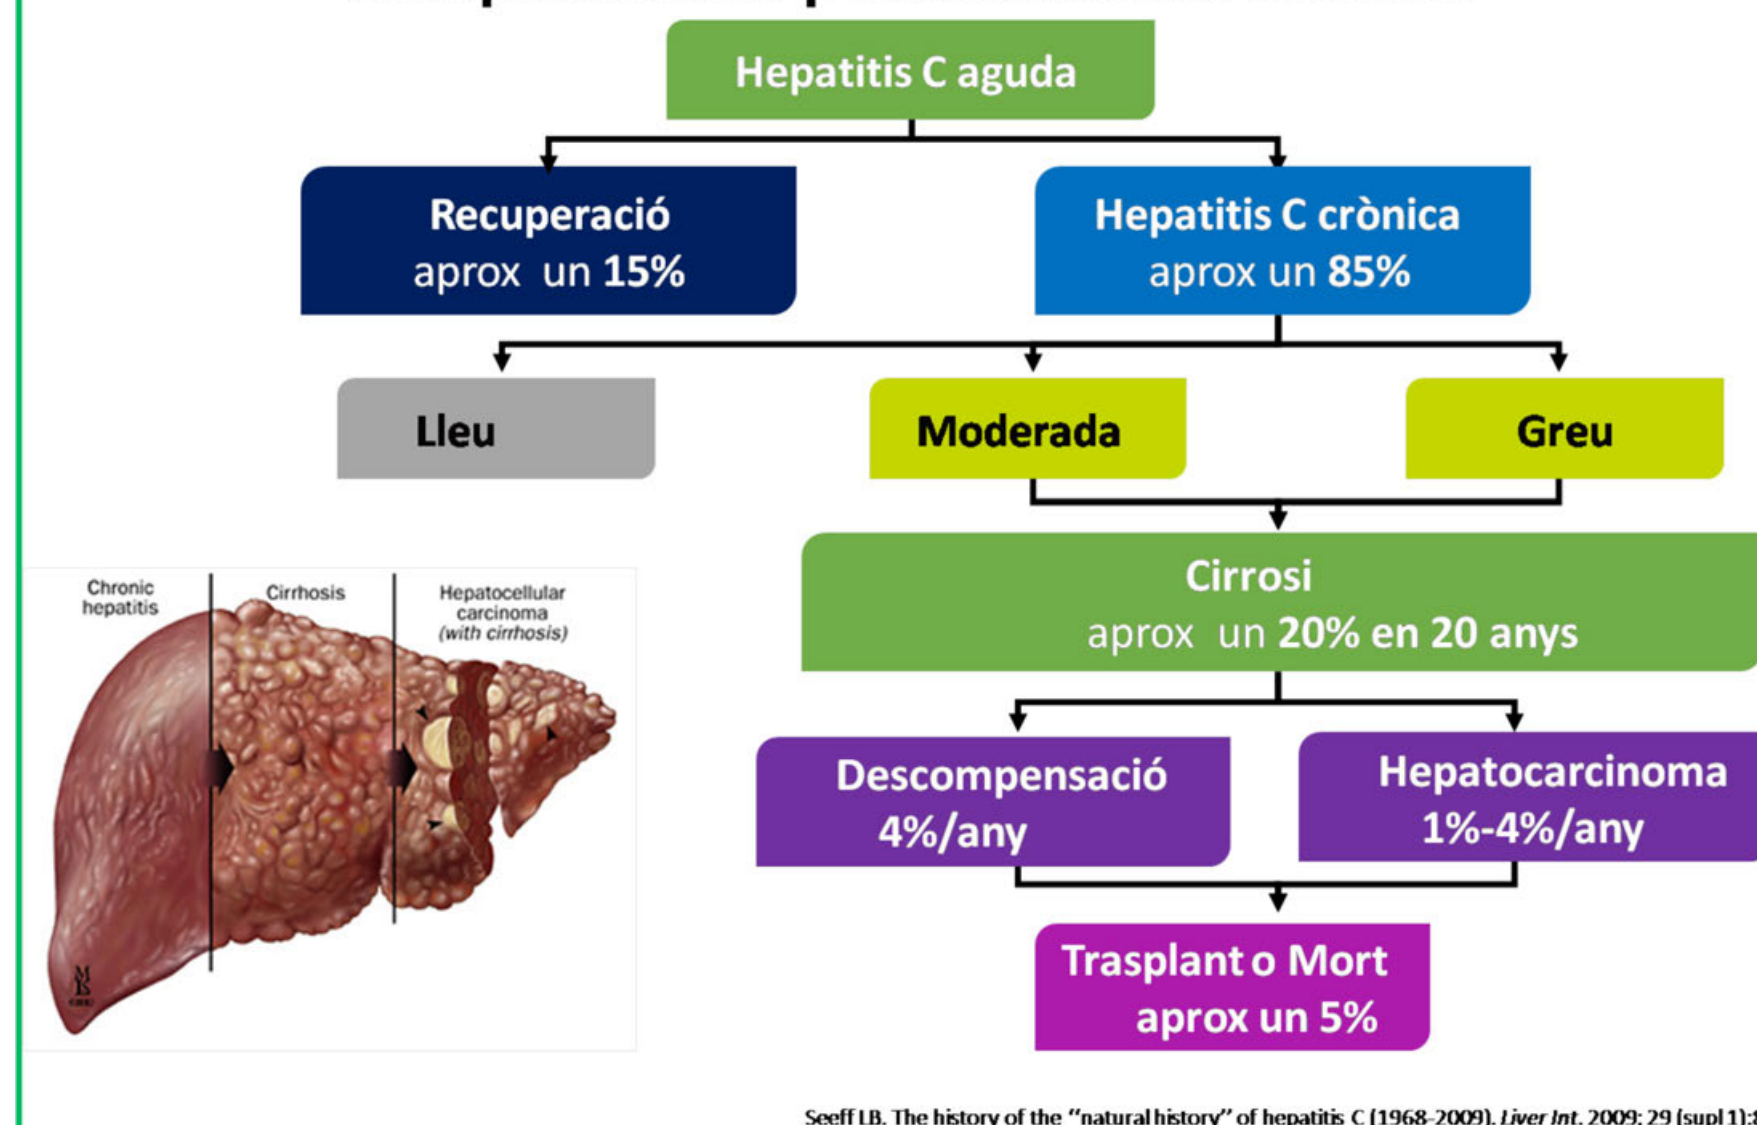 Hepatitis C aguda
Recuperació
aprox un 15%
Hepatitis C crònica
aprox un 85%
Lleu
Moderada
Greu
Cirrosi
aprox un 20% en 20 anys
Chronic
hepatitis
Cirrhosis
Hepatocellular
carcinoma
(with cirrhosis)
Descompensació
4%/any
Hepatocarcinoma
1%-4%/any
Trasplant o Mort
aprox un 5%
Seeff LB. The history of the “natural history” of hepatitis C (1968-2009). Liver Int. 2009; 29 (supl 1):